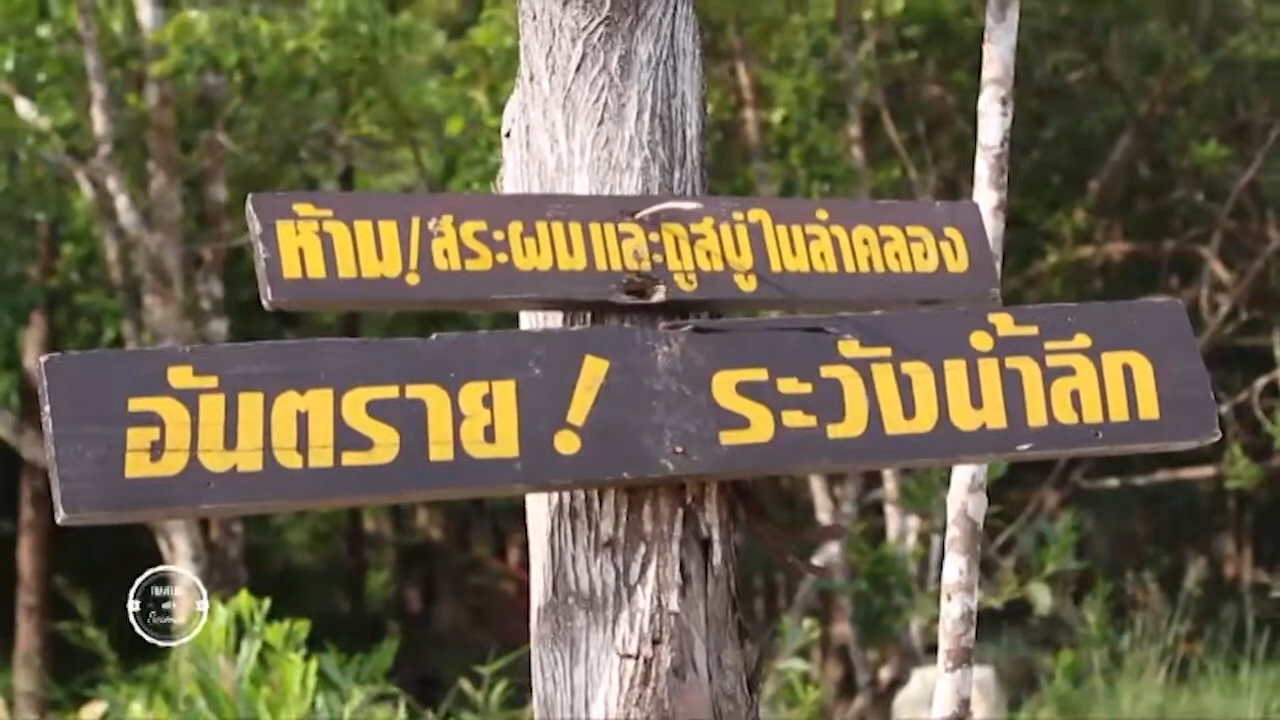 ห้าม! สระผมและถูสบู่ ในลำคลอง
อันตราย ! ระวังน้ำลึก